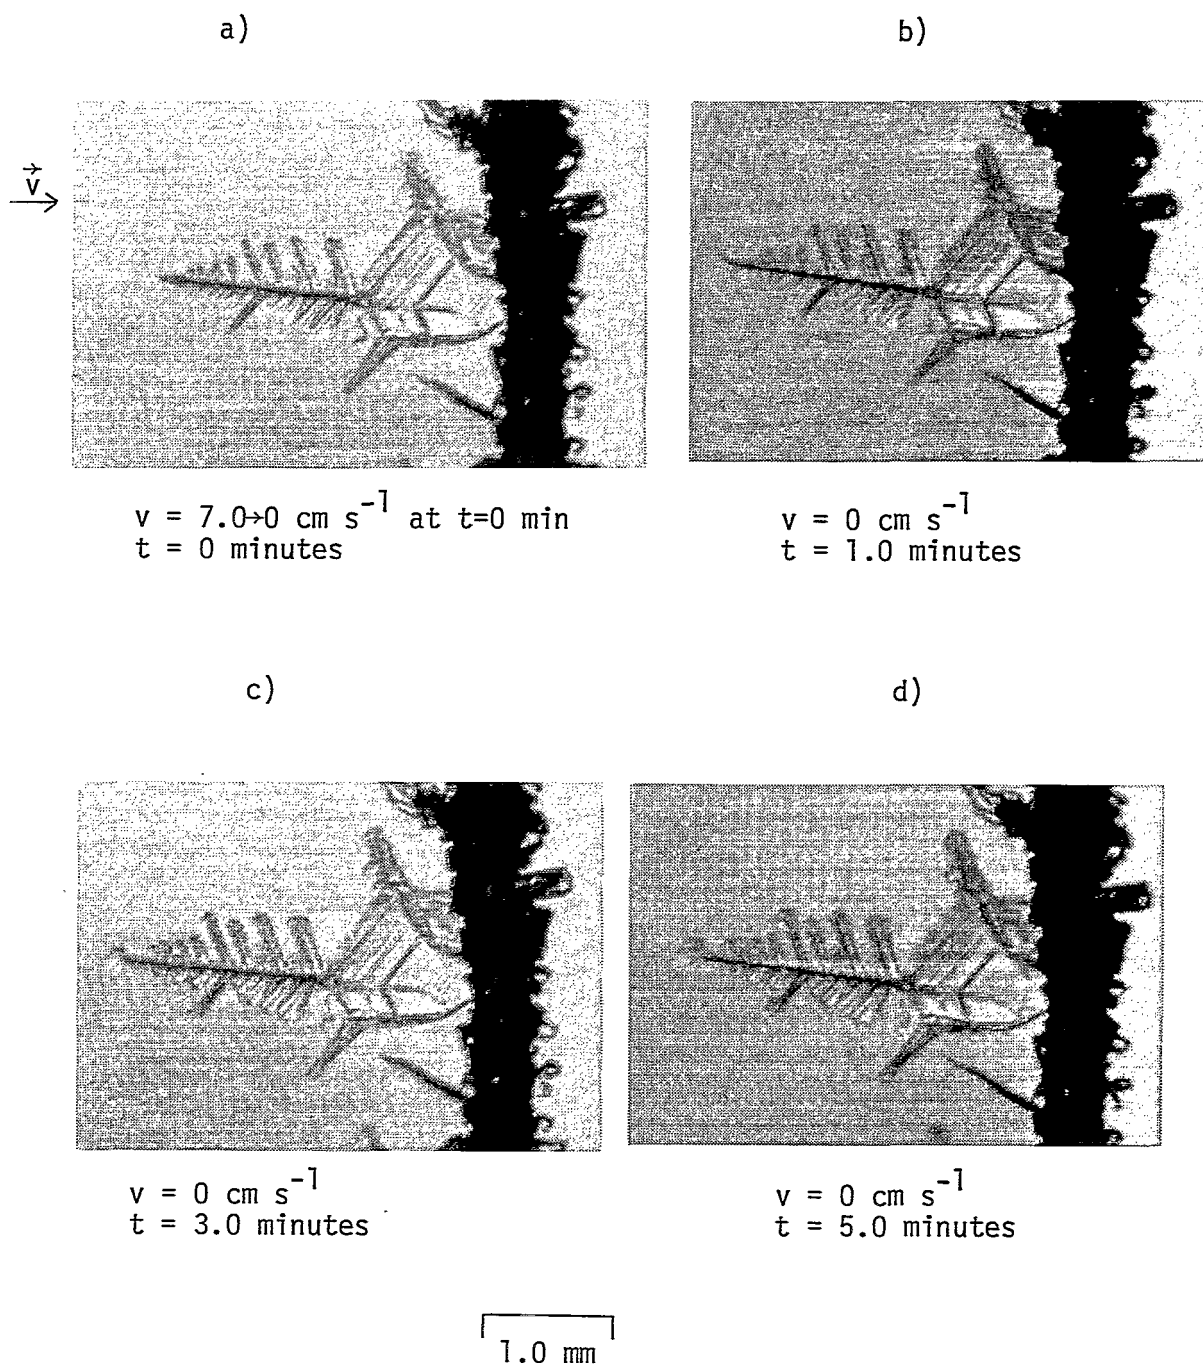 a)
b)
v
v = 7.0→0 cm s⁻¹ at t=0 min
t = 0 minutes
v = 0 cm s⁻¹
t = 1.0 minutes
c)
d)
v = 0 cm s⁻¹
t = 3.0 minutes
v = 0 cm s⁻¹
t = 5.0 minutes
1.0 mm